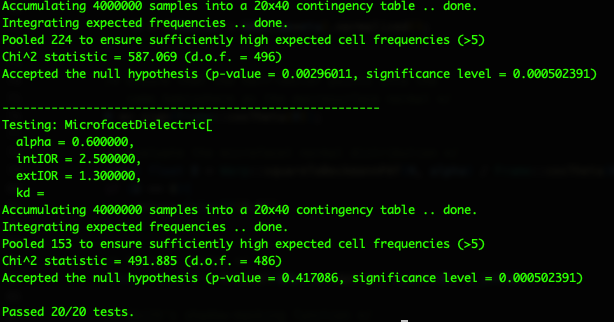 Accumulating 4000000 samples into a 20x40 contingency table .. done.
Integrating expected frequencies .. done.
Pooled 224 to ensure sufficiently high expected cell frequencies (>5)
Chi^2 statistic = 587.069 (d.o.f. = 496)
Accepted the null hypothesis (p-value = 0.00296011, significance level = 0.000502391)
------------------------------------------------------
Testing: MicrofacetDielectric[
alpha = 0.600000,
intIOR = 2.500000,
extIOR = 1.300000,
kd =
Accumulating 4000000 samples into a 20x40 contingency table .. done.
Integrating expected frequencies .. done.
Pooled 153 to ensure sufficiently high expected cell frequencies (>5)
Chi^2 statistic = 491.885 (d.o.f. = 486)
Accepted the null hypothesis (p-value = 0.417086, significance level = 0.000502391)
Passed 20/20 tests.